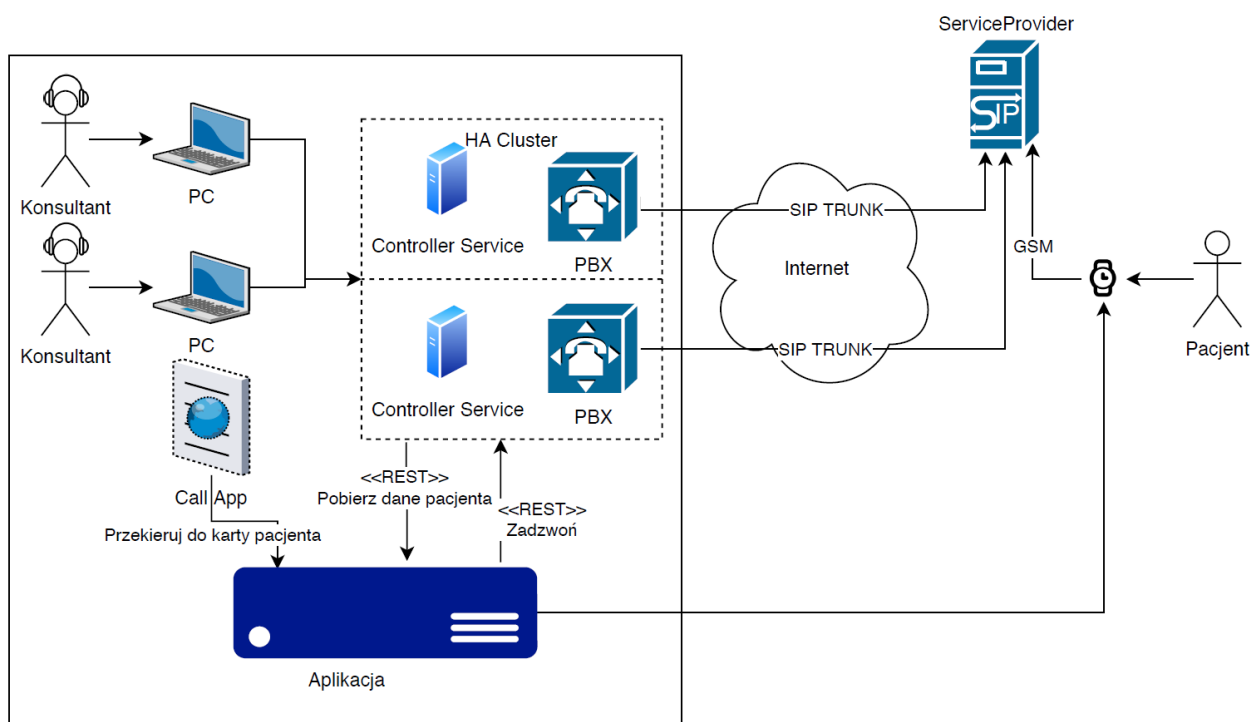 ServiceProvider
SIP
HA Cluster
Konsultant
PC
Controller Service
PBX
SIP TRUNK
Internet
GSM
Konsultant
PC
Controller Service
PBX
SIP TRUNK
Pacjent
Call App
Przekieruj do karty pacjenta
<<REST>>
Pobierz dane pacjenta
<<REST>>
Zadzwoń
Aplikacja